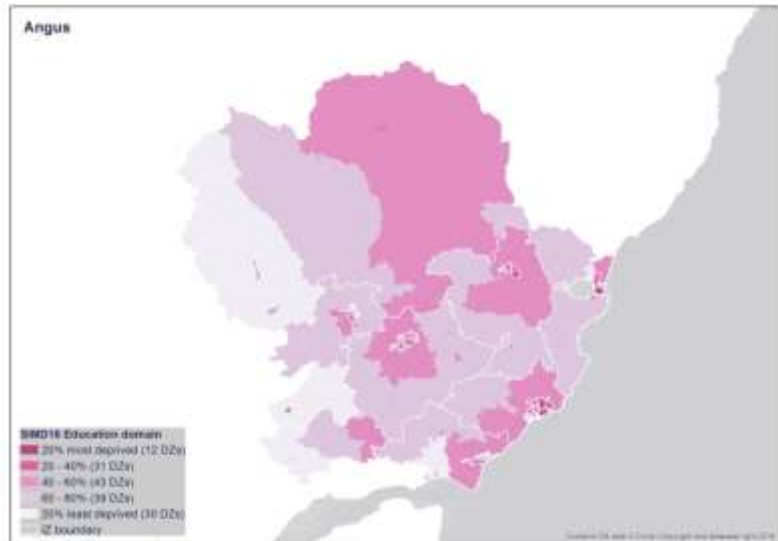 Angus
SIMD16 Education domain
20% most deprived (12 DZs)
20 - 40% (31 DZs)
40 - 60% (43 DZs)
60 - 80% (39 DZs)
20% least deprived (30 DZs)
IZ boundary